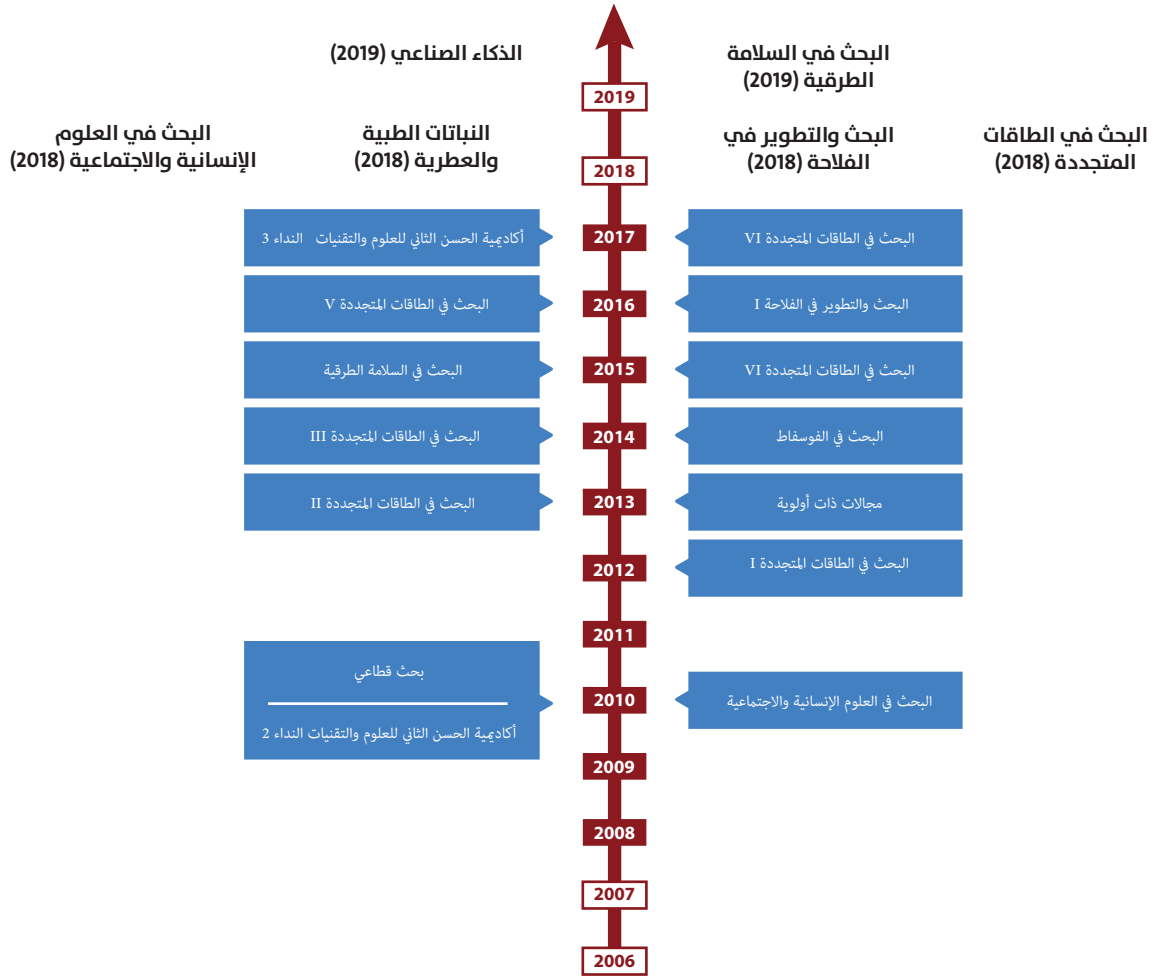 البحث في السلامة
الطرقية (2019)
الذكاء الصناعي (2019)
2019
البحث في الطاقات
المتجددة (2018)
البحث والتطوير في
الفلاحة (2018)
النباتات الطبية
والعطرية (2018)
البحث في العلوم
الإنسانية والاجتماعية (2018)
2018
البحث في الطاقات المتجددة VI
2017
أكاديمية الحسن الثاني للعلوم والتقنيات النداء 3
البحث والتطوير في الفلاحة I
2016
البحث في الطاقات المتجددة V
البحث في الطاقات المتجددة VI
2015
البحث في السلامة الطرقية
البحث في الفوسفاط
2014
البحث في الطاقات المتجددة III
مجالات ذات أولوية
2013
البحث في الطاقات المتجددة II
البحث في الطاقات المتجددة I
2012
2011
البحث في العلوم الإنسانية والاجتماعية
2010
بحث قطاعي
أكاديمية الحسن الثاني للعلوم والتقنيات النداء 2
2009
2008
2007
2006